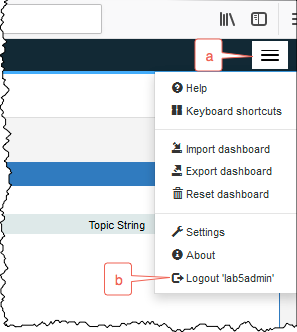 a
Help
Keyboard shortcuts
Import dashboard
Export dashboard
Reset dashboard
Topic String
Settings
About
b
Logout 'lab5admin'